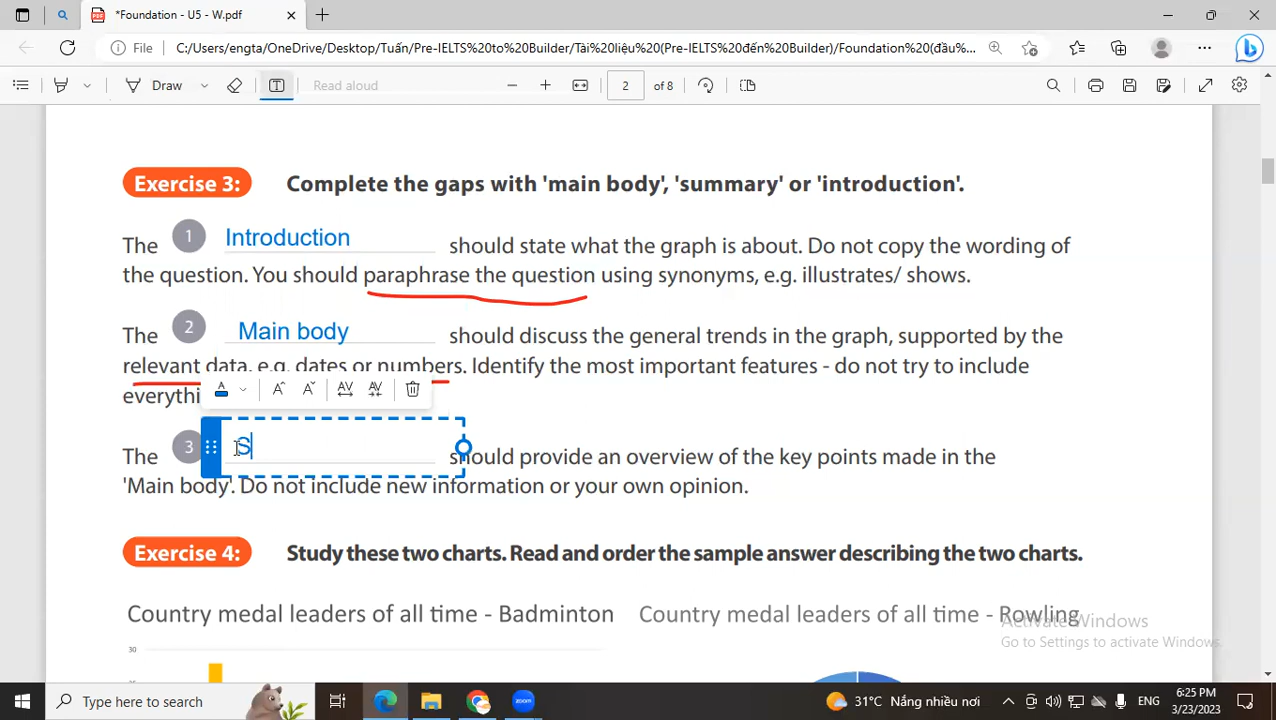 *Foundation - U5 - W.pdf
File
C:/Users/engta/OneDrive/Desktop/Tuấn/Pre-IELTS%20to%20Builder/Tài%20liệu%20(Pre-IELTS%20đến%20Builder)/Foundation%20(đầu%...
Draw
Read aloud
2
of 8
Exercise 3: Complete the gaps with 'main body', 'summary' or 'introduction'.
The 1 Introduction should state what the graph is about. Do not copy the wording of
the question. You should paraphrase the question using synonyms, e.g. illustrates/ shows.
The 2 Main body should discuss the general trends in the graph, supported by the
relevant data, e.g. dates or numbers. Identify the most important features - do not try to include
everythi
The 3 S should provide an overview of the key points made in the
'Main body'. Do not include new information or your own opinion.
Exercise 4: Study these two charts. Read and order the sample answer describing the two charts.
Country medal leaders of all time - Badminton
Country medal leaders of all time - Rowling
30
Activate Windows
Go to Settings to activate Windows.
Type here to search
31°C Nắng nhiều nơi
ENG
6:25 PM
3/23/2023